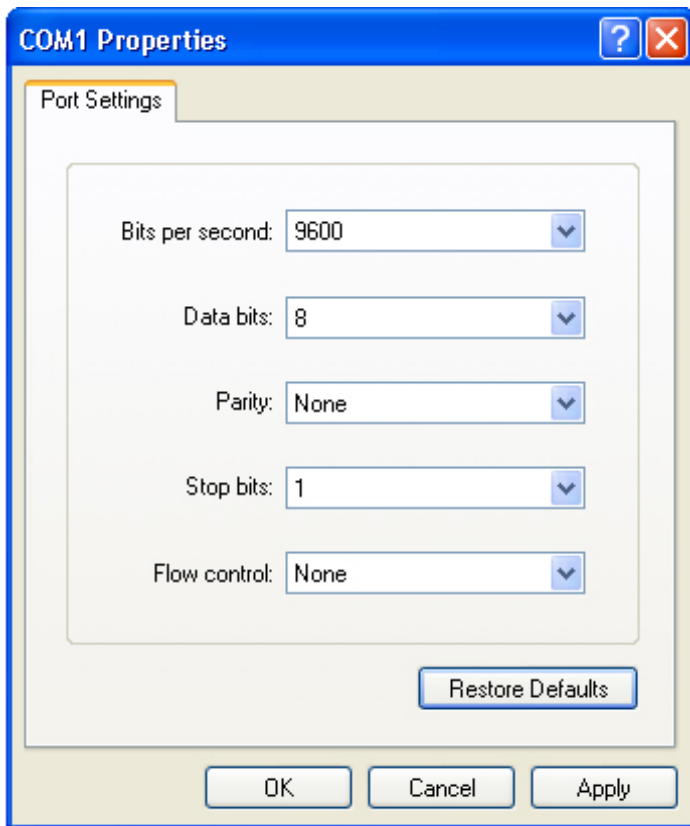 COM1 Properties
Port Settings
Bits per second: 9600
Data bits: 8
Parity: None
Stop bits: 1
Flow control: None
Restore Defaults
OK Cancel Apply